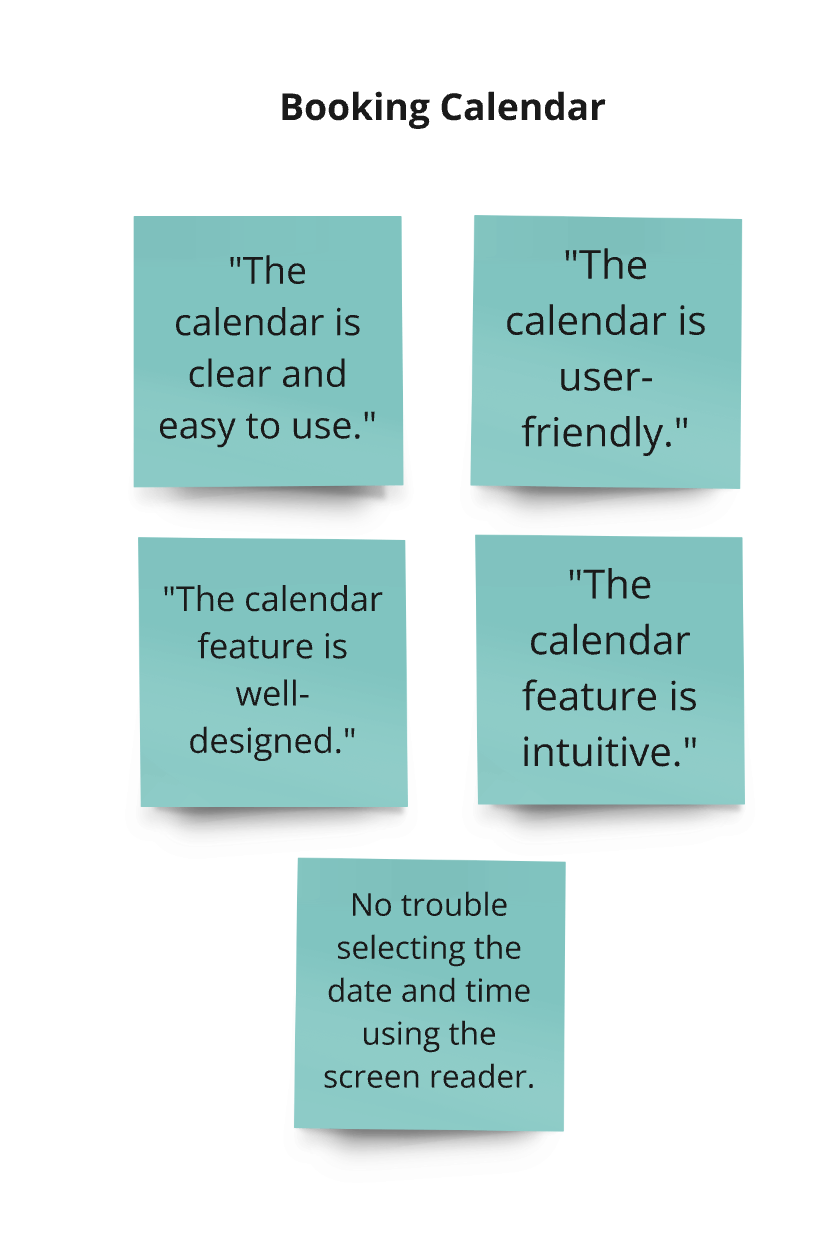 Booking Calendar
"The
calendar is
clear and
easy to use."
"The
calendar is
user-
friendly."
"The calendar
feature is
well-
designed."
"The
calendar
feature is
intuitive."
No trouble
selecting the
date and time
using the
screen reader.